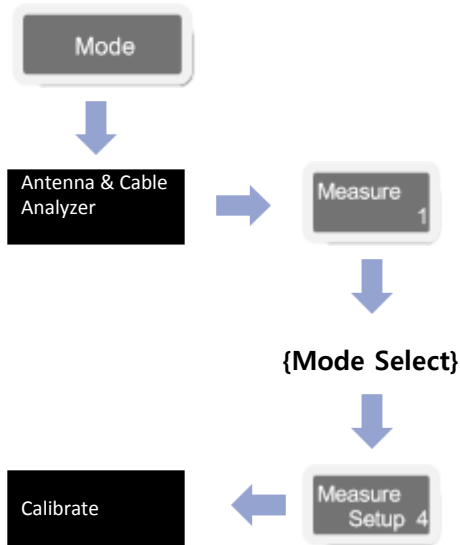 Mode
Antenna & Cable
Analyzer
Measure
1
{Mode Select}
Measure
Setup 4
Calibrate